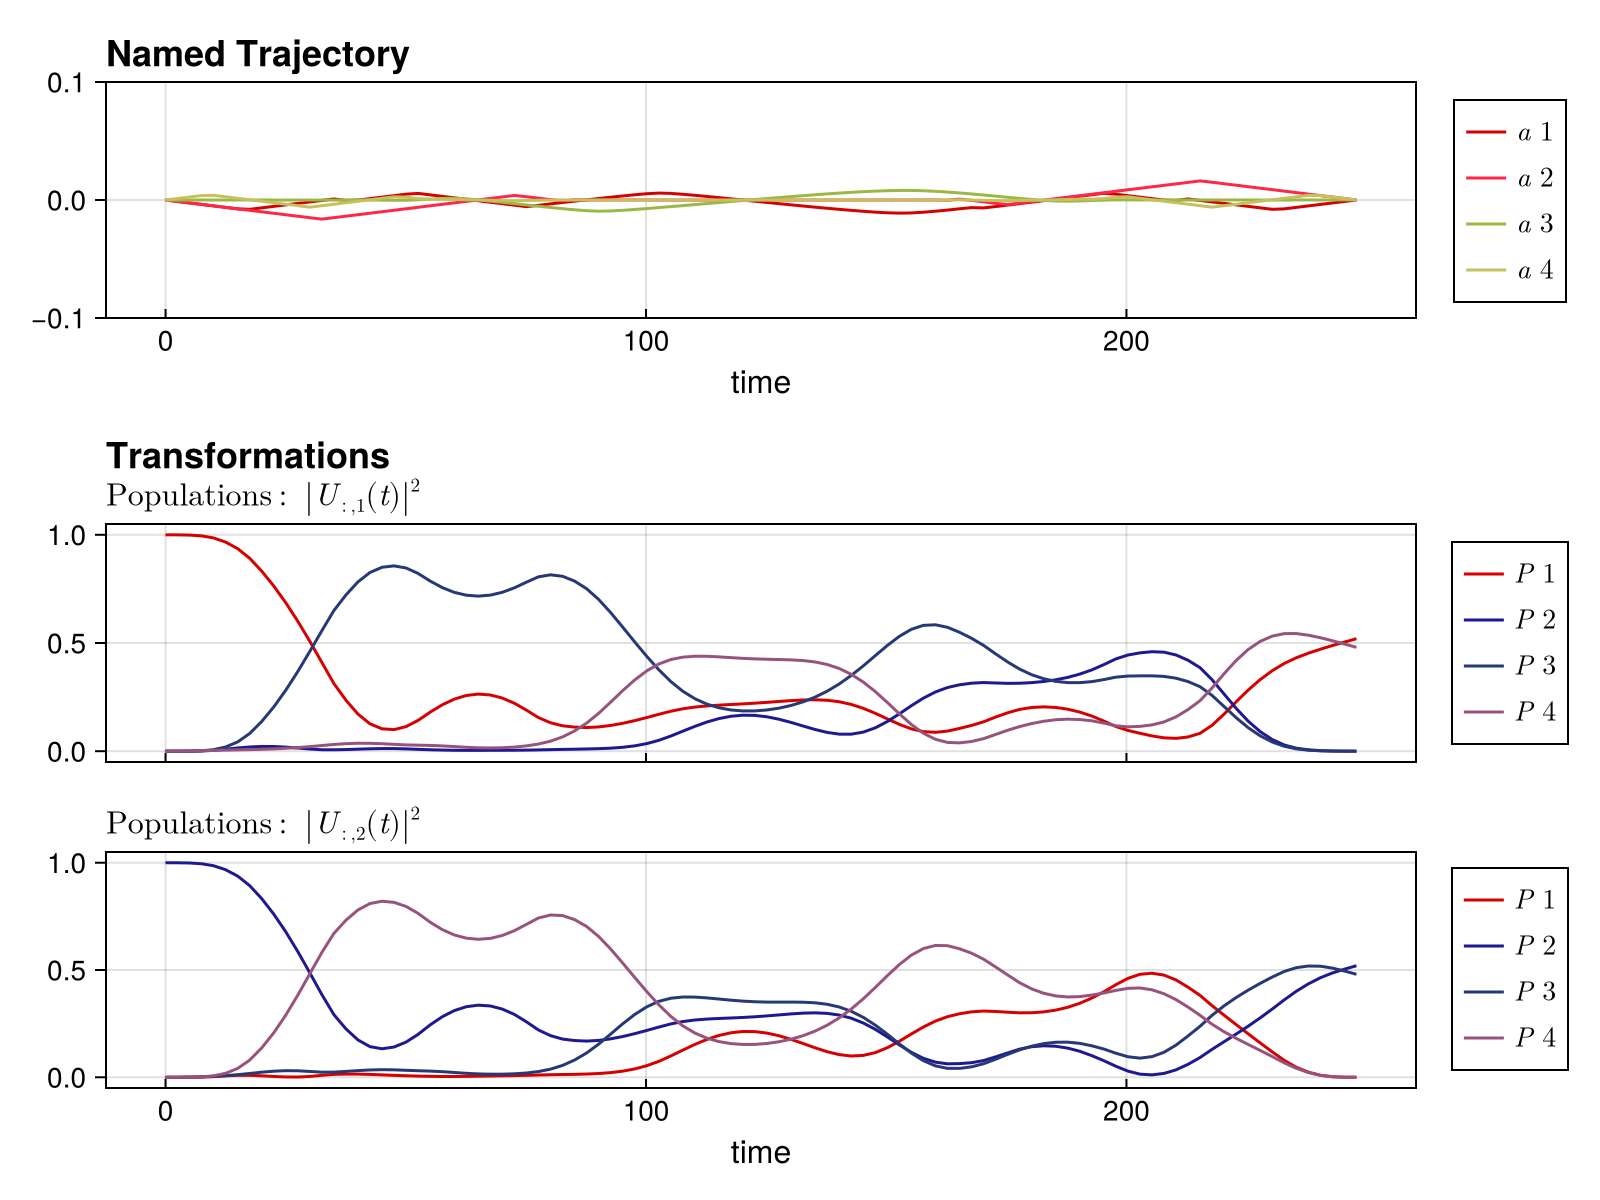 Named Trajectory
0.1
0.0
−0.1
0 100 200
time
a 1
a 2
a 3
a 4
Transformations
Populations: |U:,1(t)|²
1.0
0.5
0.0
P 1
P 2
P 3
P 4
Populations: |U:,2(t)|²
1.0
0.5
0.0
0 100 200
time
P 1
P 2
P 3
P 4